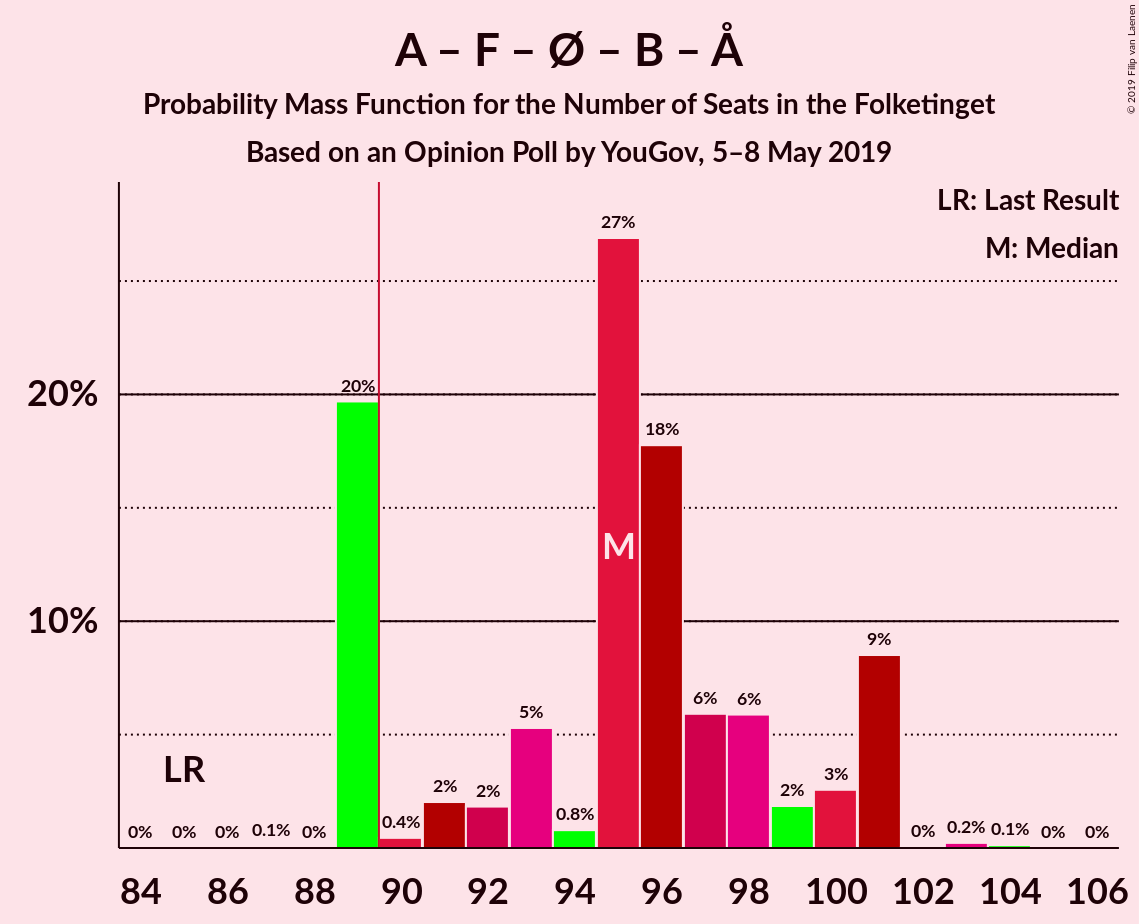 A – F – Ø – B – Å
Probability Mass Function for the Number of Seats in the Folketinget
Based on an Opinion Poll by YouGov, 5–8 May 2019
© 2019 Filip van Laenen
LR: Last Result
M: Median
27%
20%
20%
18%
M
10%
9%
6%
6%
5%
LR
3%
2%
2%
2%
0.8%
0.4%
0%
0%
0%
0.1%
0%
0%
0.2%
0.1%
0%
0%
84 86 88 90 92 94 96 98 100 102 104 106